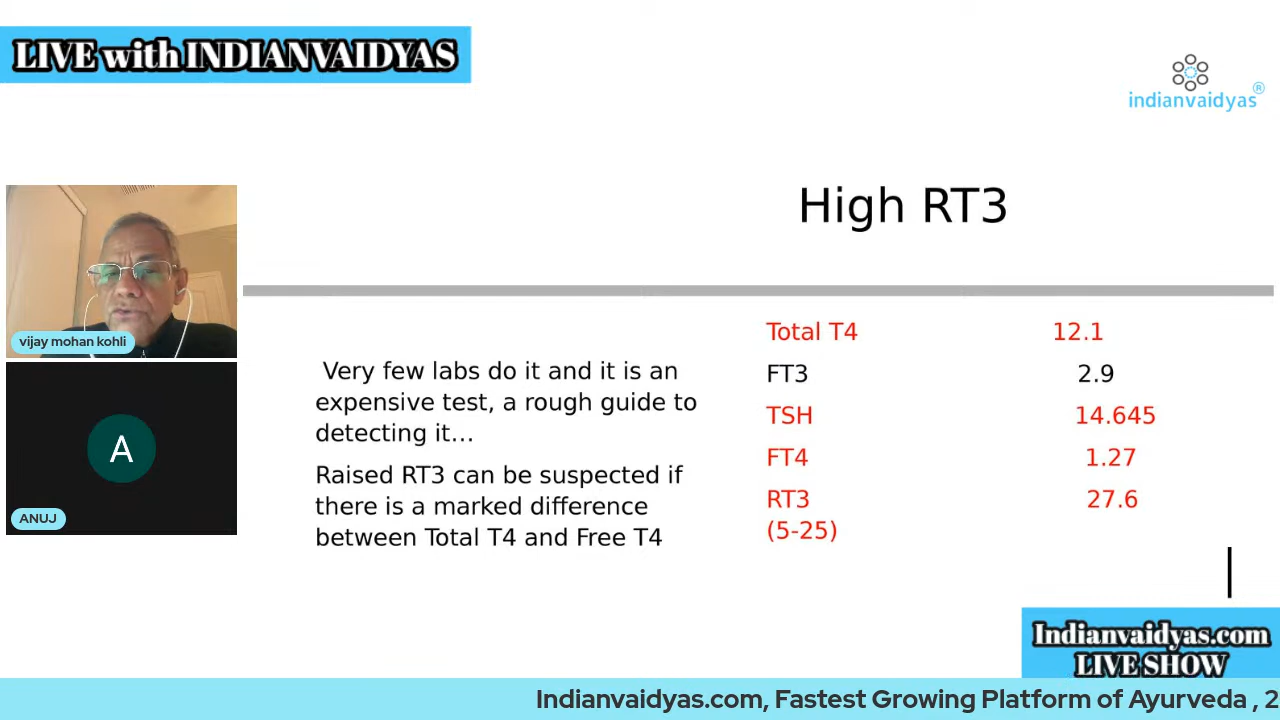 LIVE with INDIANVAIDYAS
indianvaidyas®
High RT3
vijay mohan kohli
A
ANUJ
Very few labs do it and it is an
expensive test, a rough guide to
detecting it...
Raised RT3 can be suspected if
there is a marked difference
between Total T4 and Free T4
Total T4 12.1
FT3 2.9
TSH 14.645
FT4 1.27
RT3 27.6
(5-25)
Indianvaidyas.com
LIVE SHOW
Indianvaidyas.com, Fastest Growing Platform of Ayurveda , 2